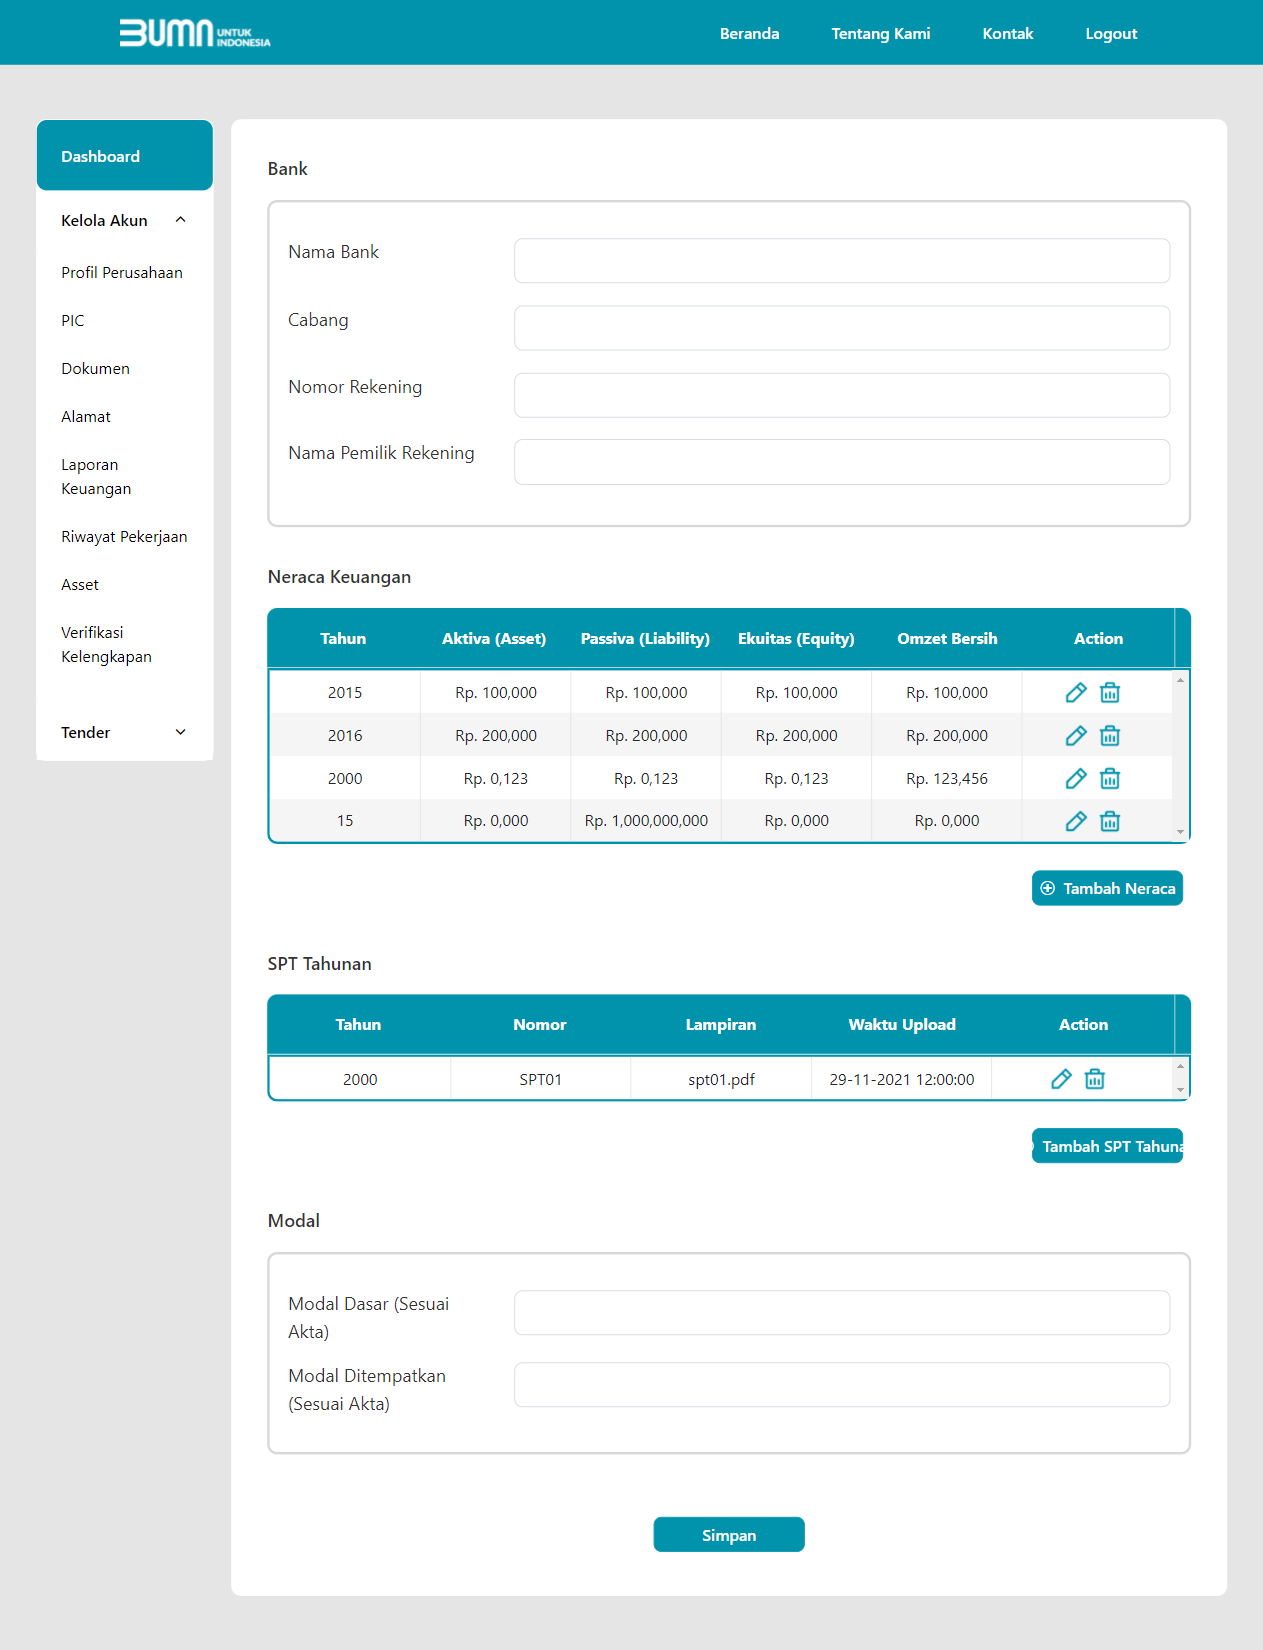 BUMN UNTUK INDONESIA
Beranda Tentang Kami Kontak Logout
Dashboard
Kelola Akun
Profil Perusahaan
PIC
Dokumen
Alamat
Laporan
Keuangan
Riwayat Pekerjaan
Asset
Verifikasi
Kelengkapan
Tender
Bank
Nama Bank
Cabang
Nomor Rekening
Nama Pemilik Rekening
Neraca Keuangan
Tahun Aktiva (Asset) Passiva (Liability) Ekuitas (Equity) Omzet Bersih Action
2015 Rp. 100,000 Rp. 100,000 Rp. 100,000 Rp. 100,000
2016 Rp. 200,000 Rp. 200,000 Rp. 200,000 Rp. 200,000
2000 Rp. 0,123 Rp. 0,123 Rp. 0,123 Rp. 123,456
15 Rp. 0,000 Rp. 1,000,000,000 Rp. 0,000 Rp. 0,000
Tambah Neraca
SPT Tahunan
Tahun Nomor Lampiran Waktu Upload Action
2000 SPT01 spt01.pdf 29-11-2021 12:00:00
Tambah SPT Tahuna
Modal
Modal Dasar (Sesuai
Akta)
Modal Ditempatkan
(Sesuai Akta)
Simpan